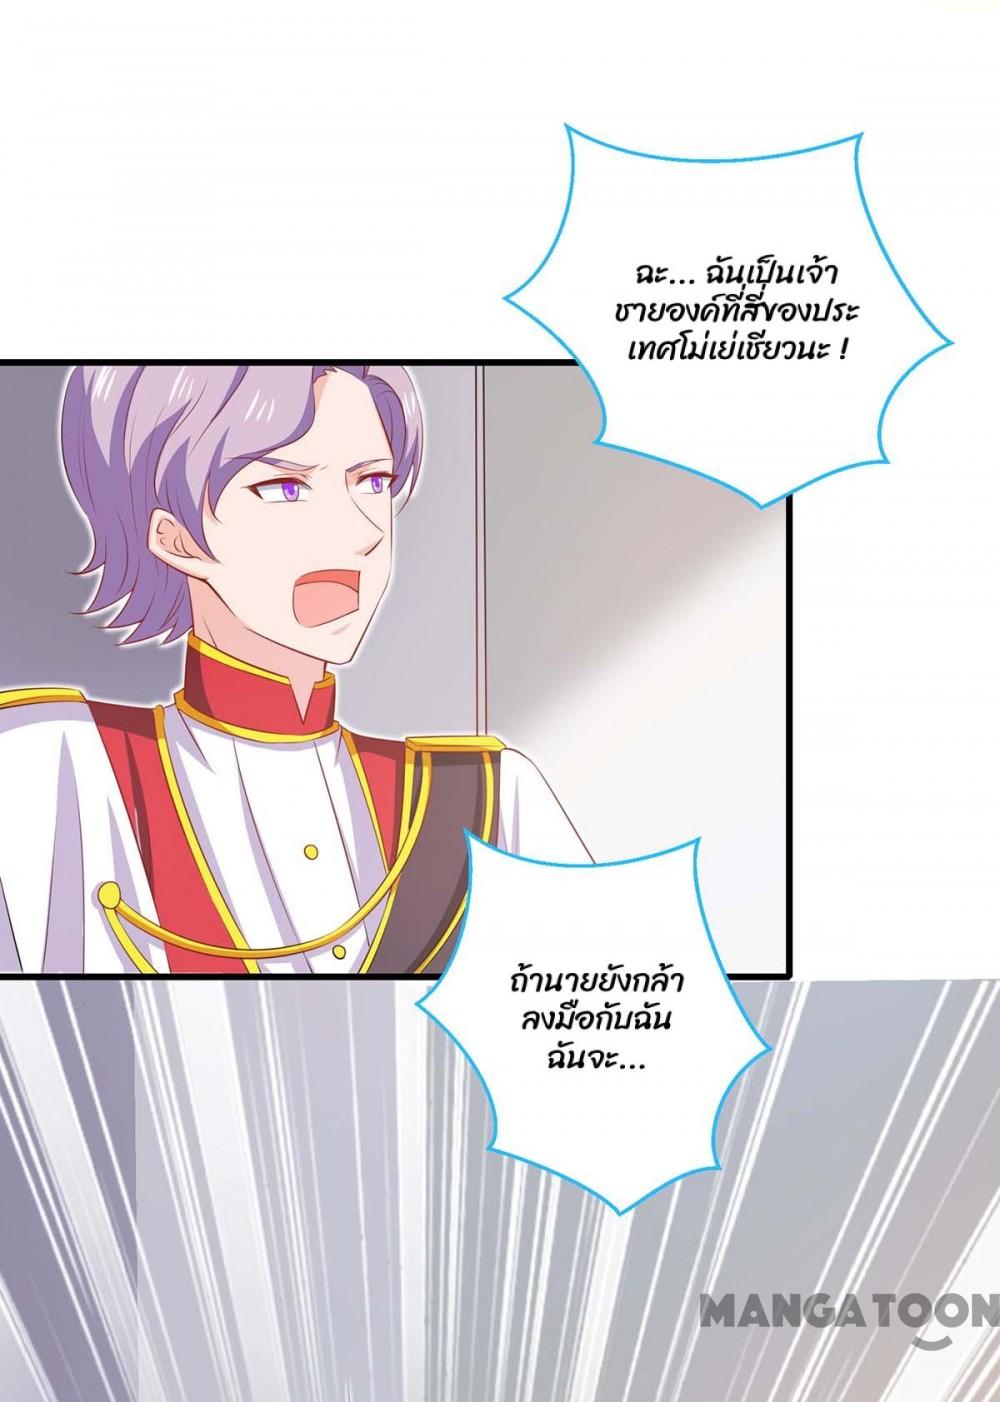 ฉะ... ฉันเป็นเจ้า
ชายองค์ที่สี่ของประ
เทศโม่เย่เชียวนะ !
ถ้านายยังกล้า
ลงมือกับฉัน
ฉันจะ...
MANGATOON